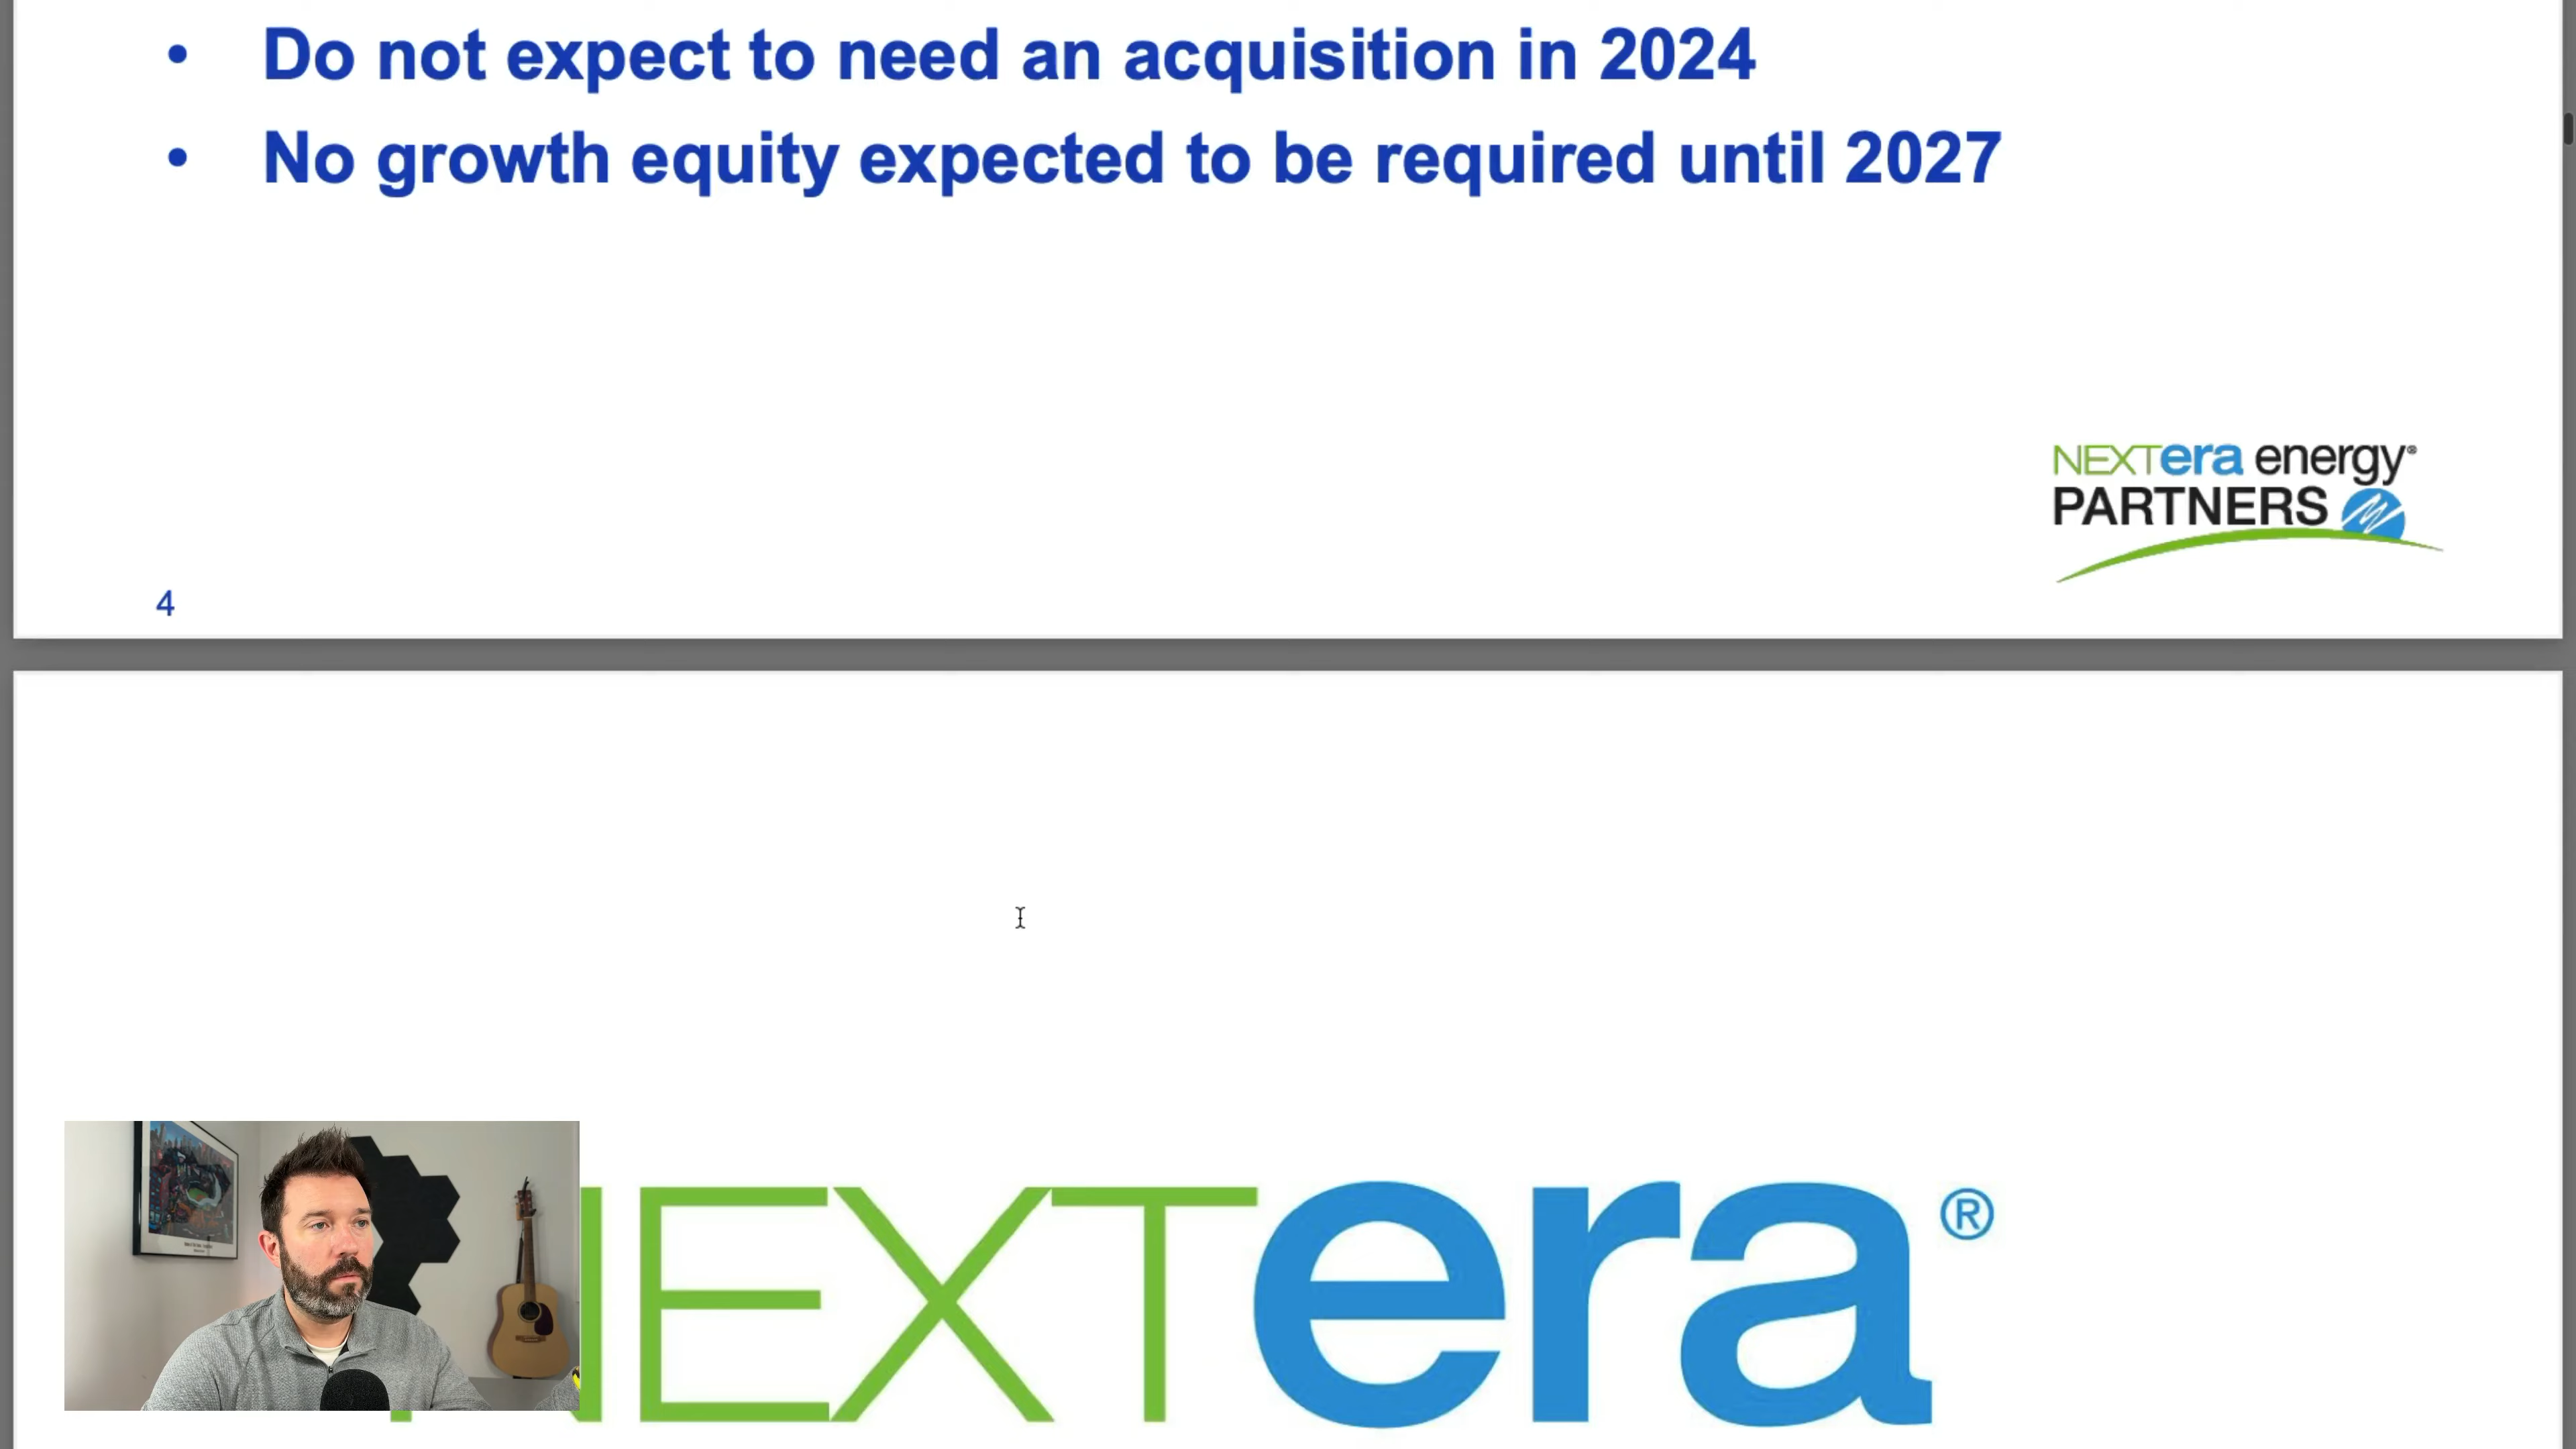 • Do not expect to need an acquisition in 2024
• No growth equity expected to be required until 2027
NEXTera energy®
PARTNERS
4
NEXTera®